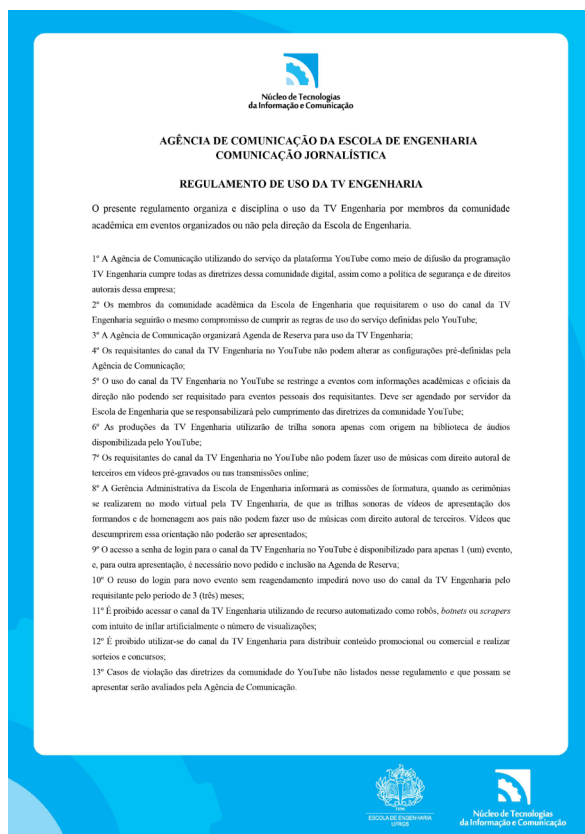 Núcleo de Tecnologias
da Informação e Comunicação
AGÊNCIA DE COMUNICAÇÃO DA ESCOLA DE ENGENHARIA
COMUNICAÇÃO JORNALÍSTICA
REGULAMENTO DE USO DA TV ENGENHARIA
O presente regulamento organiza e disciplina o uso da TV Engenharia por membros da comunidade
acadêmica em eventos organizados ou não pela direção da Escola de Engenharia.
1º A Agência de Comunicação utilizando do serviço da plataforma YouTube como meio de difusão da programação
TV Engenharia cumpre todas as diretrizes dessa comunidade digital, assim como a política de segurança e de direitos
autorais dessa empresa;
2º Os membros da comunidade acadêmica da Escola de Engenharia que requisitarem o uso do canal da TV
Engenharia seguirão o mesmo compromisso de cumprir as regras de uso do serviço definidas pelo YouTube;
3º A Agência de Comunicação organizará Agenda de Reserva para uso da TV Engenharia;
4º Os requisitantes do canal da TV Engenharia no YouTube não podem alterar as configurações pré-definidas pela
Agência de Comunicação;
5º O uso do canal da TV Engenharia no YouTube se restringe a eventos com informações acadêmicas e oficiais da
direção não podendo ser requisitado para eventos pessoais dos requisitantes. Deve ser agendado por servidor da
Escola de Engenharia que se responsabilizará pelo cumprimento das diretrizes da comunidade YouTube;
6º As produções da TV Engenharia utilizarão de trilha sonora apenas com origem na biblioteca de áudios
disponibilizada pelo YouTube;
7º Os requisitantes do canal da TV Engenharia no YouTube não podem fazer uso de músicas com direito autoral de
terceiros em vídeos pré-gravados ou nas transmissões online;
8º A Gerência Administrativa da Escola de Engenharia informará as comissões de formatura, quando as cerimônias
se realizarem no modo virtual pela TV Engenharia, de que as trilhas sonoras de vídeos de apresentação dos
formandos e de homenagem aos pais não podem fazer uso de músicas com direito autoral de terceiros. Vídeos que
descumprirem essa orientação não poderão ser apresentados;
9º O acesso a senha de login para o canal da TV Engenharia no YouTube é disponibilizado para apenas 1 (um) evento,
e, para outra apresentação, é necessário novo pedido e inclusão na Agenda de Reserva;
10º O reuso do login para novo evento sem reagendamento impedirá novo uso do canal da TV Engenharia pelo
requisitante pelo período de 3 (três) meses;
11º É proibido acessar o canal da TV Engenharia utilizando de recurso automatizado como robôs, botnets ou scrapers
com intuito de inflar artificialmente o número de visualizações;
12º É proibido utilizar-se do canal da TV Engenharia para distribuir conteúdo promocional ou comercial e realizar
sorteios e concursos;
13º Casos de violação das diretrizes da comunidade do YouTube não listados nesse regulamento e que possam se
apresentar serão avaliados pela Agência de Comunicação.
1896
ESCOLA DE ENGENHARIA
UFRGS
Núcleo de Tecnologias
da Informação e Comunicação